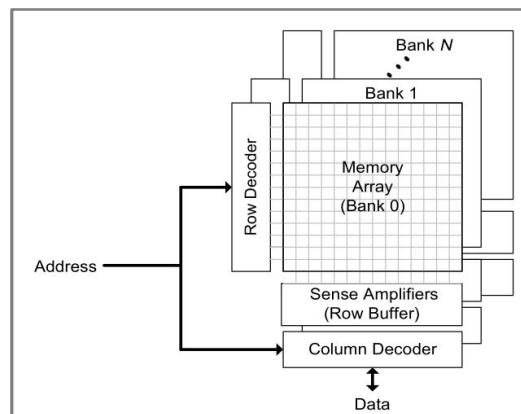 Bank N
Bank 1
Row Decoder
Memory
Array
(Bank 0)
Address
Sense Amplifiers
(Row Buffer)
Column Decoder
Data